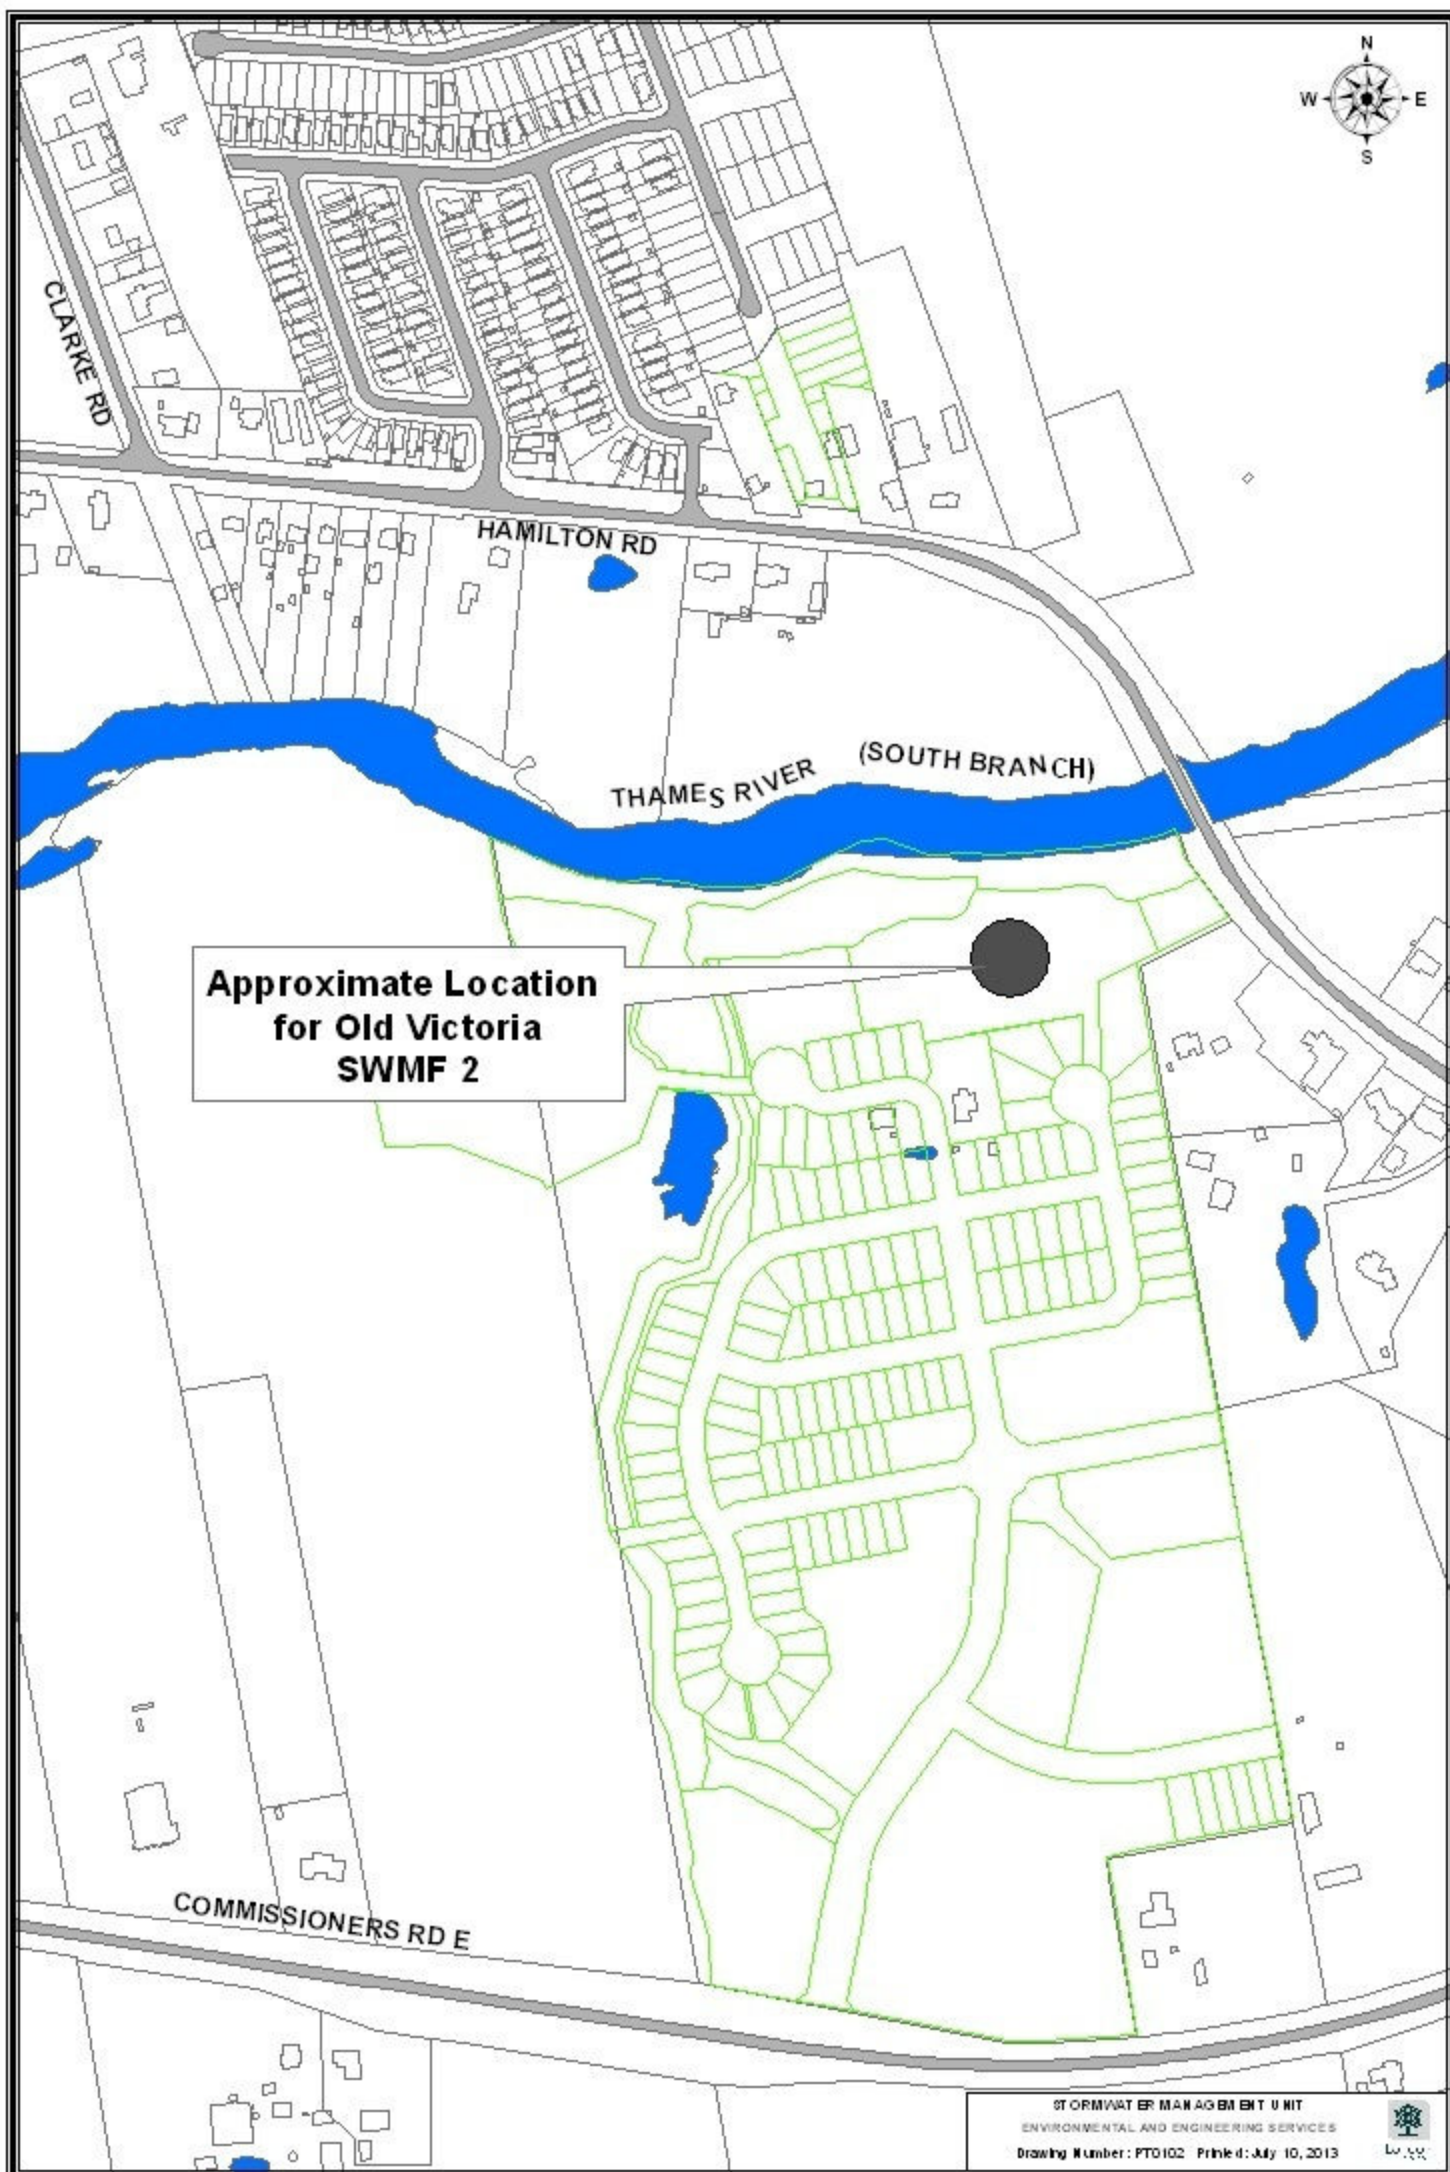 N
W E
S
CLARKE RD
HAMILTON RD
THAMES RIVER (SOUTH BRANCH)
Approximate Location
for Old Victoria
SWMF 2
COMMISSIONERS RD E
STORMWATER MANAGEMENT UNIT
ENVIRONMENTAL AND ENGINEERING SERVICES
Drawing Number: PT0102 Printed: July 10, 2013